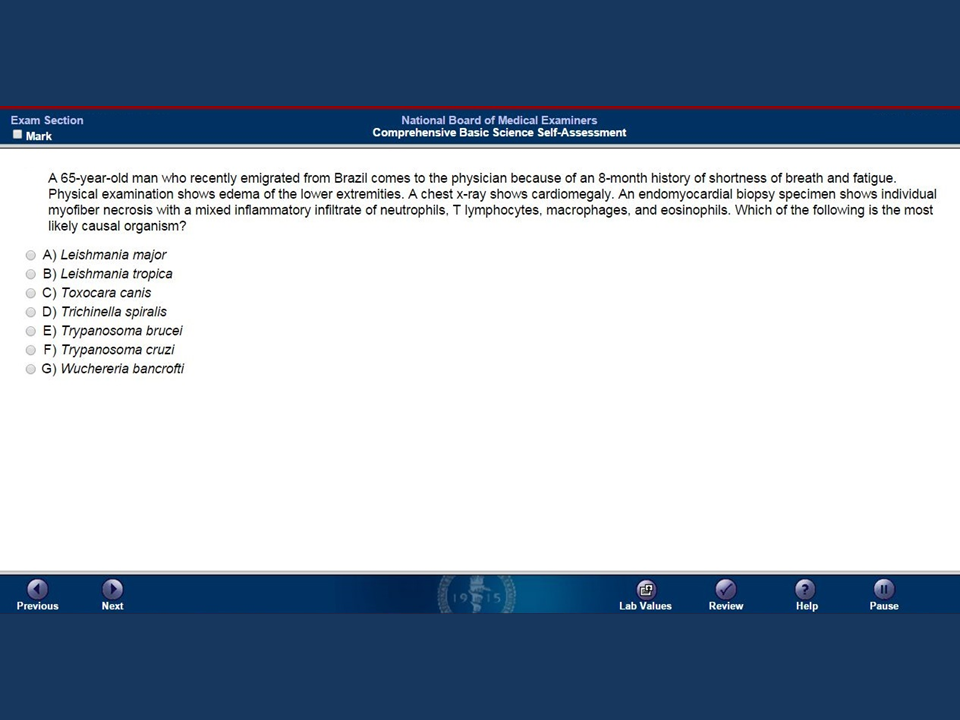 Exam Section
Mark
National Board of Medical Examiners
Comprehensive Basic Science Self-Assessment
A 65-year-old man who recently emigrated from Brazil comes to the physician because of an 8-month history of shortness of breath and fatigue.
Physical examination shows edema of the lower extremities. A chest x-ray shows cardiomegaly. An endomyocardial biopsy specimen shows individual
myofiber necrosis with a mixed inflammatory infiltrate of neutrophils, T lymphocytes, macrophages, and eosinophils. Which of the following is the most
likely causal organism?
A) Leishmania major
B) Leishmania tropica
C) Toxocara canis
D) Trichinella spiralis
E) Trypanosoma brucei
F) Trypanosoma cruzi
G) Wuchereria bancrofti
Previous
Next
1915
Lab Values
Review
Help
Pause